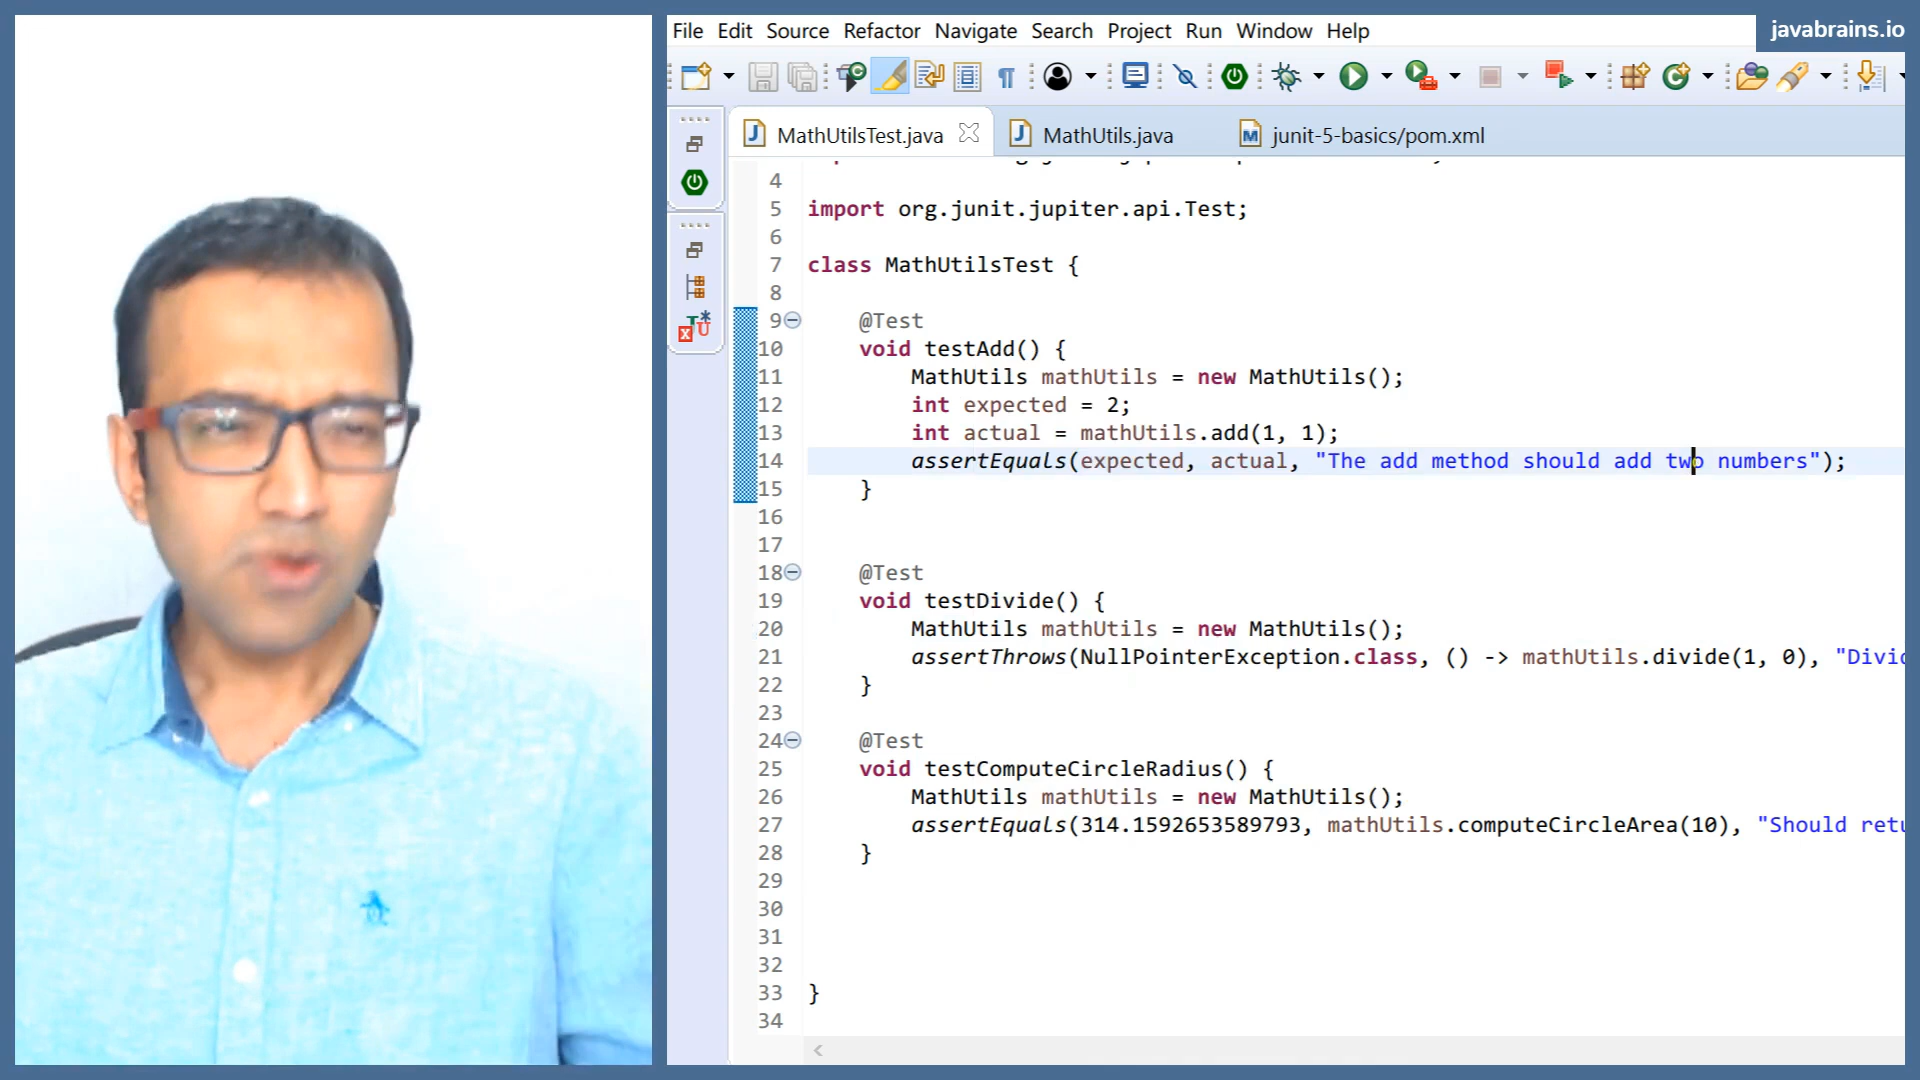 File Edit Source Refactor Navigate Search Project Run Window Help
javabrains.io
MathUtilsTest.java
MathUtils.java
junit-5-basics/pom.xml
4
5 import org.junit.jupiter.api.Test;
6
7 class MathUtilsTest {
8
9 @Test
10 void testAdd() {
11 MathUtils mathUtils = new MathUtils();
12 int expected = 2;
13 int actual = mathUtils.add(1, 1);
14 assertEquals(expected, actual, "The add method should add two numbers");
15 }
16
17
18 @Test
19 void testDivide() {
20 MathUtils mathUtils = new MathUtils();
21 assertThrows(NullPointerException.class, () -> mathUtils.divide(1, 0), "Divid
22 }
23
24 @Test
25 void testComputeCircleRadius() {
26 MathUtils mathUtils = new MathUtils();
27 assertEquals(314.1592653589793, mathUtils.computeCircleArea(10), "Should retu
28 }
29
30
31
32
33 }
34